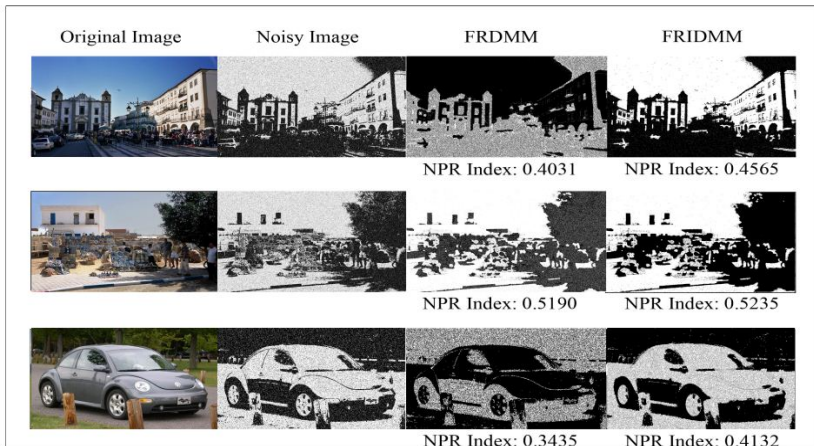 Original Image Noisy Image FRDMM FRIDMM
NPR Index: 0.4031 NPR Index: 0.4565
NPR Index: 0.5190 NPR Index: 0.5235
NPR Index: 0.3435 NPR Index: 0.4132